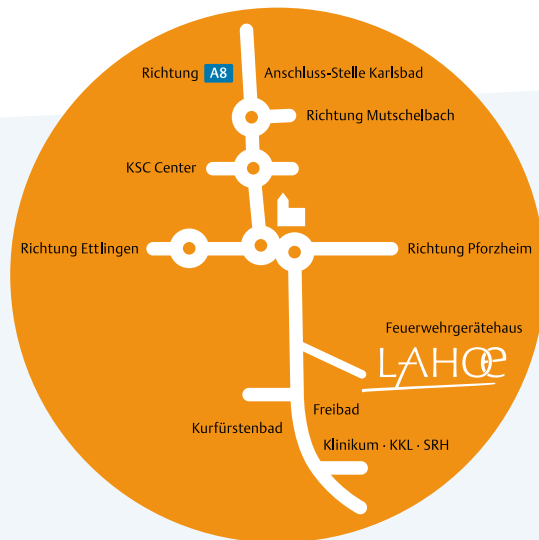 Richtung A8 Anschluss-Stelle Karlsbad
Richtung Mutschelbach
KSC Center
Richtung Ettlingen
Richtung Pforzheim
Feuerwehrgerätehaus
LAHOE
Freibad
Kurfürstenbad
Klinikum · KKL · SRH